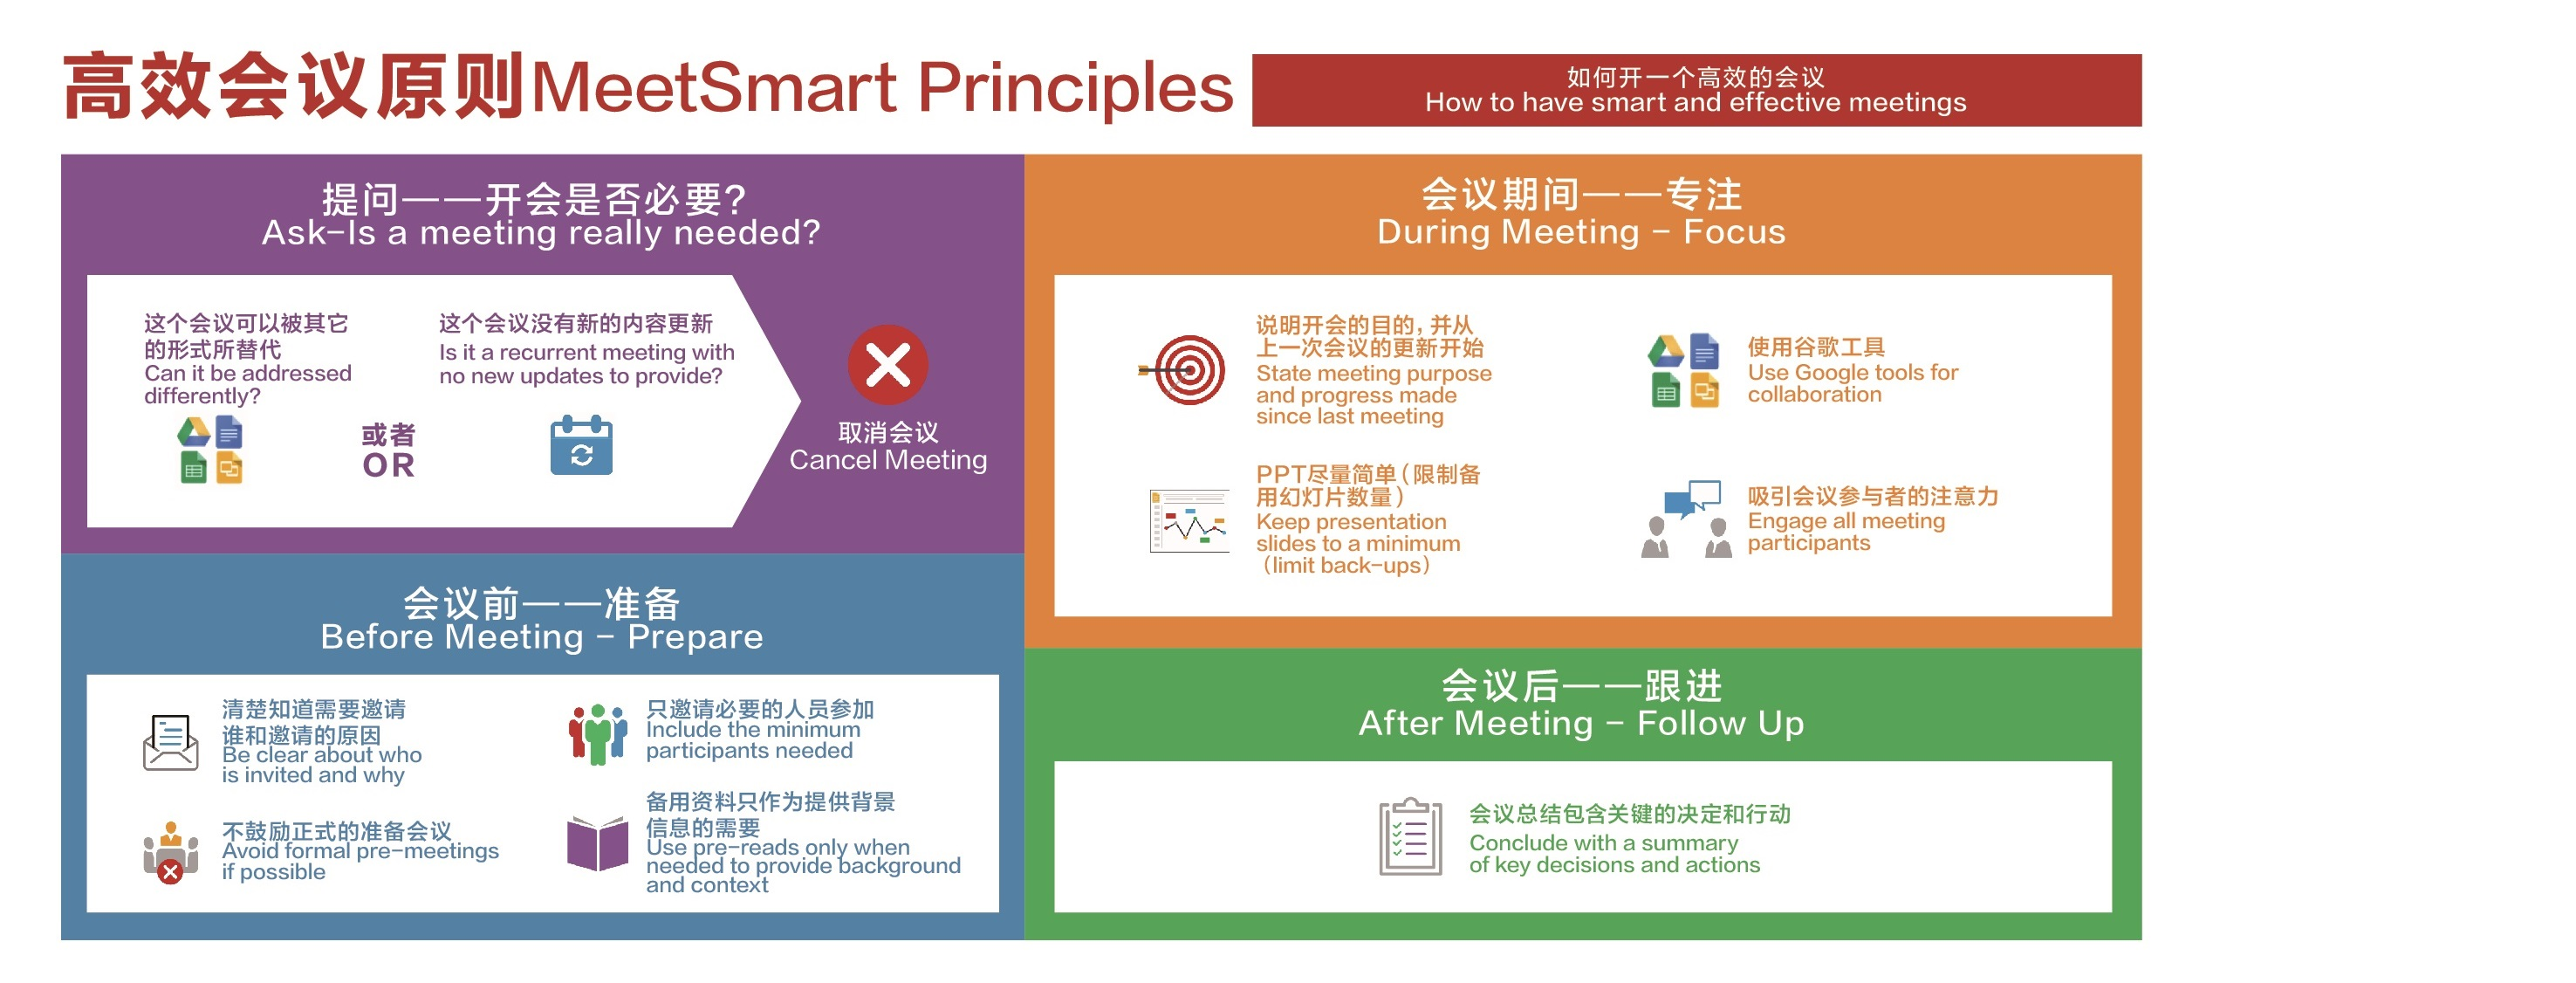 高效会议原则MeetSmart Principles
如何开一个高效的会议
How to have smart and effective meetings
提问——开会是否必要?
Ask-Is a meeting really needed?
这个会议可以被其它
的形式所替代
Can it be addressed
differently?
或者
OR
这个会议没有新的内容更新
Is it a recurrent meeting with
no new updates to provide?
取消会议
Cancel Meeting
会议前——准备
Before Meeting - Prepare
清楚知道需要邀请
谁和邀请的原因
Be clear about who
is invited and why
只邀请必要的人员参加
Include the minimum
participants needed
不鼓励正式的准备会议
Avoid formal pre-meetings
if possible
备用资料只作为提供背景
信息的需要
Use pre-reads only when
needed to provide background
and context
会议期间——专注
During Meeting - Focus
说明开会的目的,并从
上一次会议的更新开始
State meeting purpose
and progress made
since last meeting
使用谷歌工具
Use Google tools for
collaboration
PPT尽量简单(限制备
用幻灯片数量)
Keep presentation
slides to a minimum
(limit back-ups)
吸引会议参与者的注意力
Engage all meeting
participants
会议后——跟进
After Meeting - Follow Up
会议总结包含关键的决定和行动
Conclude with a summary
of key decisions and actions